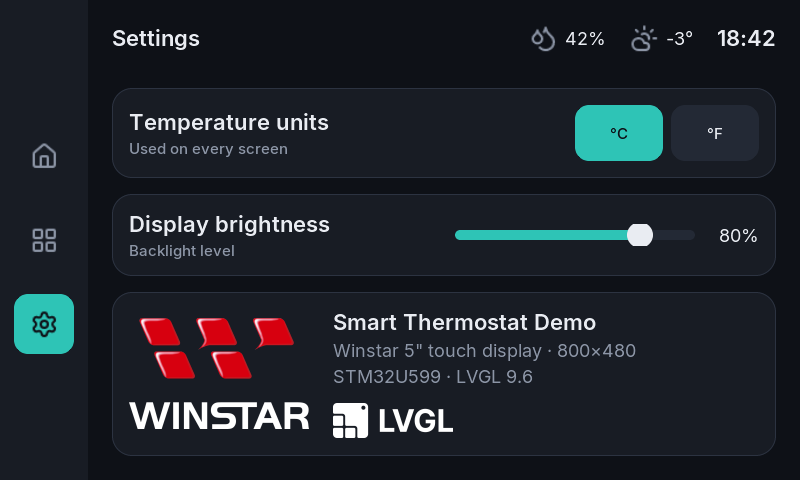 Settings
42%
-3°
18:42
Temperature units
Used on every screen
°C
°F
Display brightness
Backlight level
80%
Smart Thermostat Demo
Winstar 5" touch display · 800×480
STM32U599 · LVGL 9.6
WINSTAR
LVGL